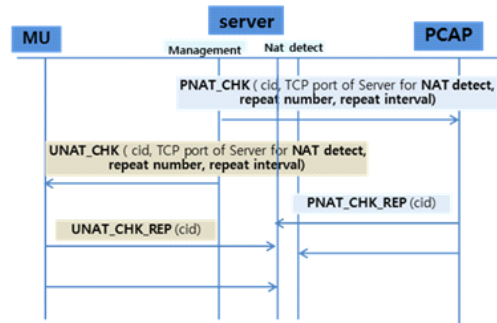 MU
server
PCAP
Management
Nat detect
PNAT_CHK ( cid, TCP port of Server for NAT detect,
repeat number, repeat interval)
UNAT_CHK ( cid, TCP port of Server for NAT detect,
repeat number, repeat interval)
PNAT_CHK_REP (cid)
UNAT_CHK_REP (cid)